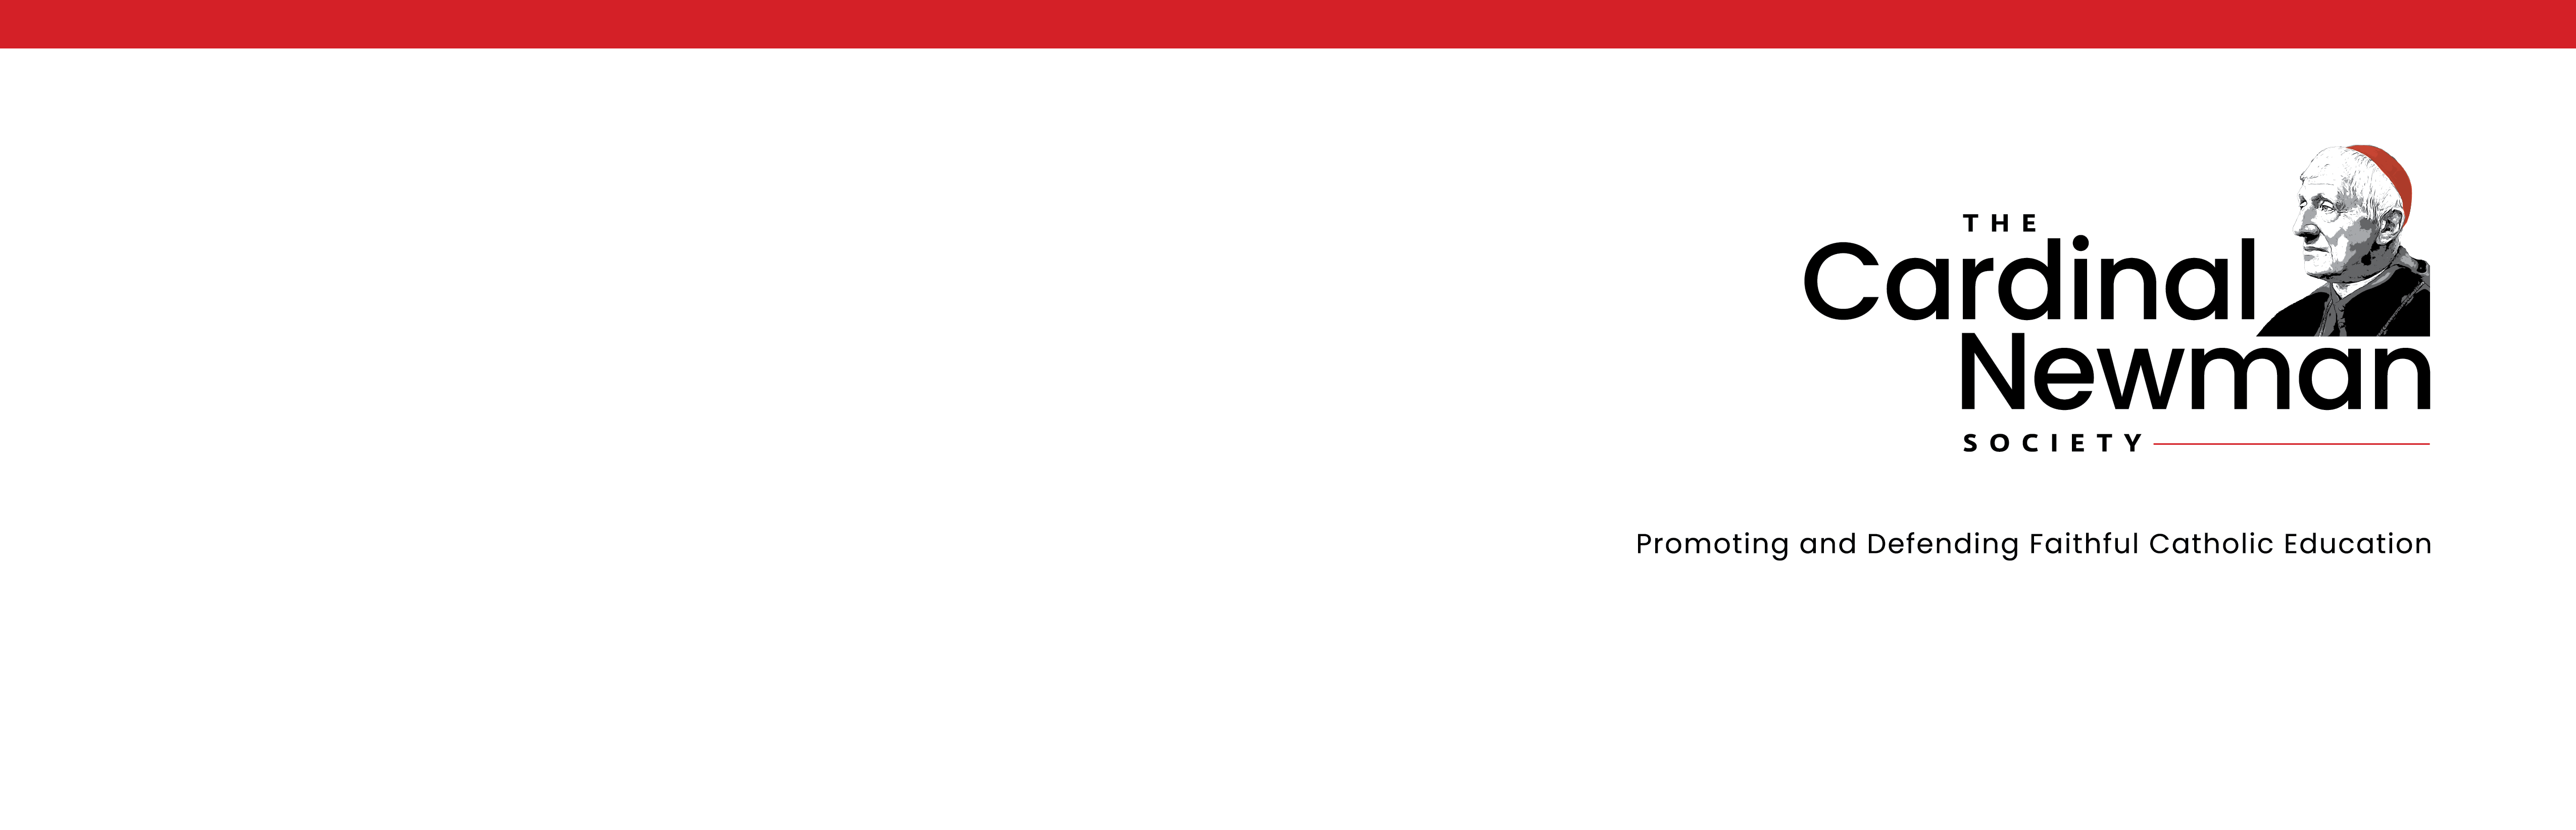 THE
Cardinal
Newman
SOCIETY
Promoting and Defending Faithful Catholic Education